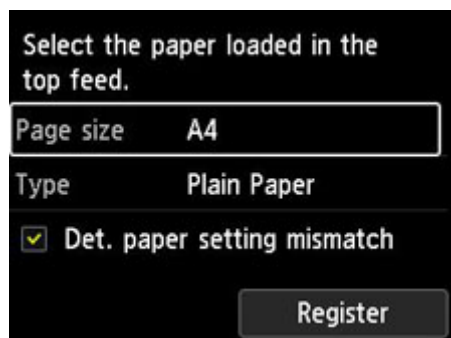 Select the paper loaded in the
top feed.
Page size A4
Type Plain Paper
Det. paper setting mismatch
Register